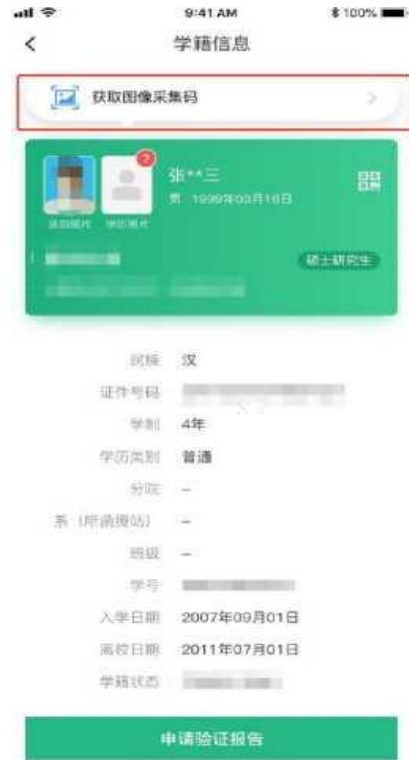 9:41 AM
100%
学籍信息
获取图像采集码
?
张**三
男 1999年03月16日
录取照片 学历照片
硕士研究生
民族 汉
证件号码
学制 4年
学历类别 普通
分院 -
系（所函授站） -
班级 -
学号
入学日期 2007年09月01日
离校日期 2011年07月01日
学籍状态
申请验证报告